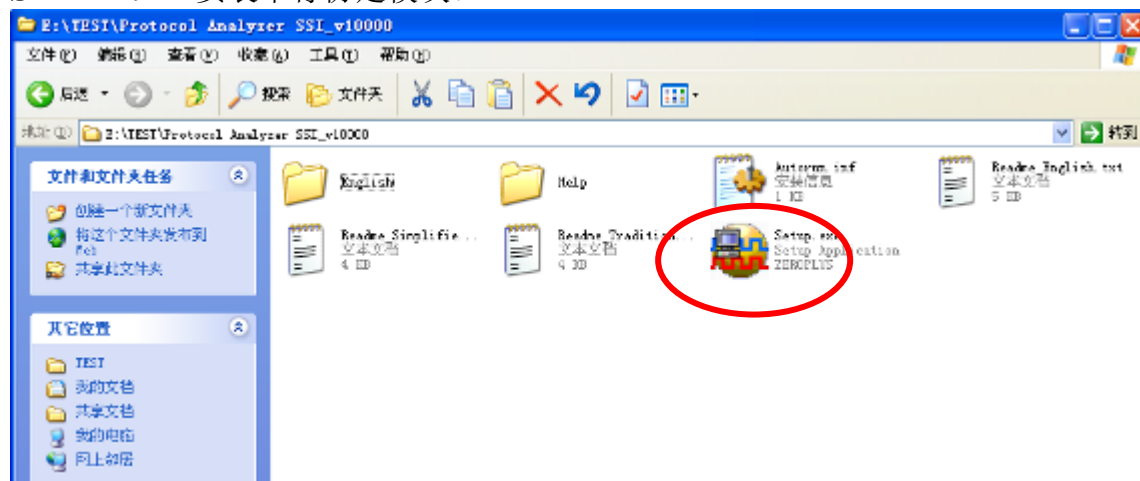 E:\TEST\Protocol Analyzer SSI_v10000
文件(F) 编辑(E) 查看(V) 收藏(A) 工具(T) 帮助(H)
后退 搜索 文件夹
地址(D) E:\TEST\Protocol Analyzer SSI_v10000 转到
文件和文件夹任务
创建一个新文件夹
将这个文件夹发布到
Web
共享此文件夹
其它位置
TEST
我的文档
共享文档
我的电脑
网上邻居
English
Help
Autorun.inf
安装信息
1 KB
Readme_English.txt
文本文档
5 KB
Readme_Simplifie...
文本文档
4 KB
Readme_Tradition...
文本文档
4 KB
Setup.exe
Setup Application
ZEROPLUS